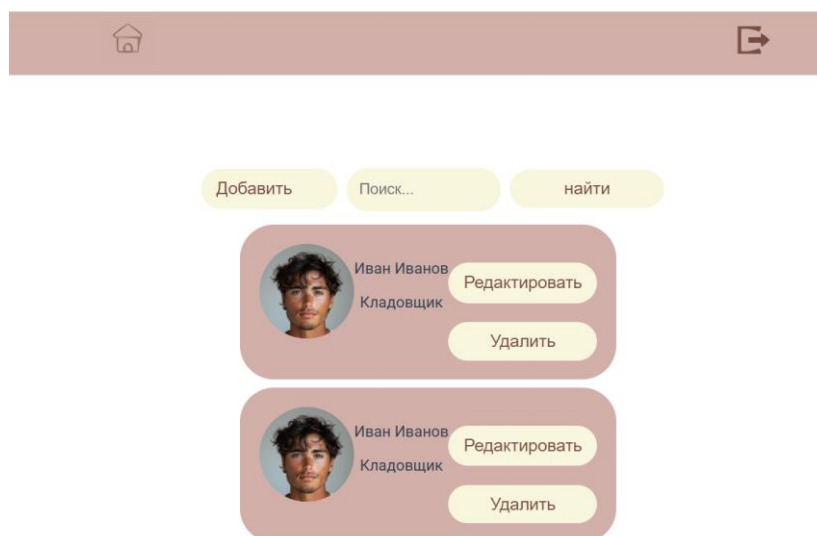 Добавить Поиск... найти
Иван Иванов
Кладовщик
Редактировать
Удалить
Иван Иванов
Кладовщик
Редактировать
Удалить